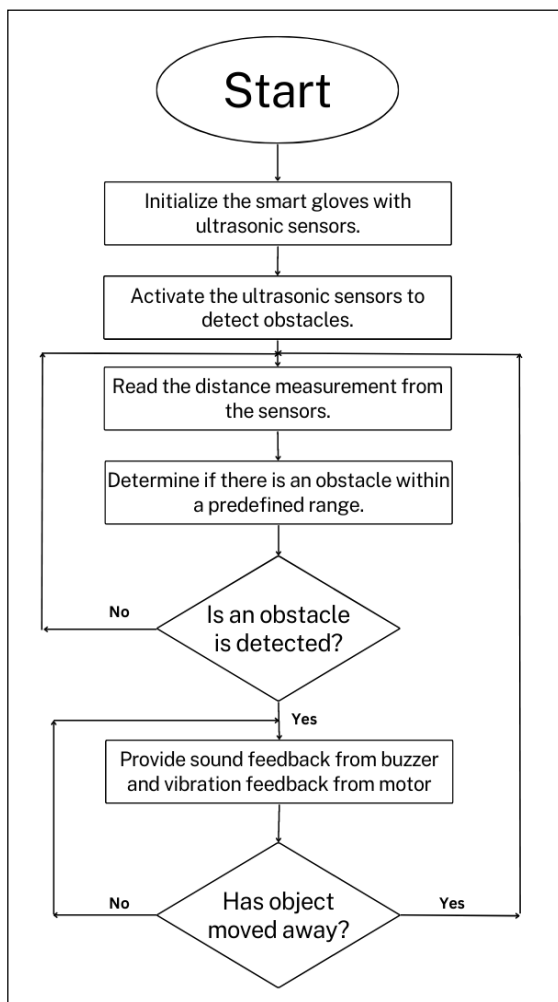 Start
Initialize the smart gloves with
ultrasonic sensors.
Activate the ultrasonic sensors to
detect obstacles.
Read the distance measurement from
the sensors.
Determine if there is an obstacle within
a predefined range.
No
Is an obstacle
is detected?
Yes
Provide sound feedback from buzzer
and vibration feedback from motor
No
Has object
moved away?
Yes